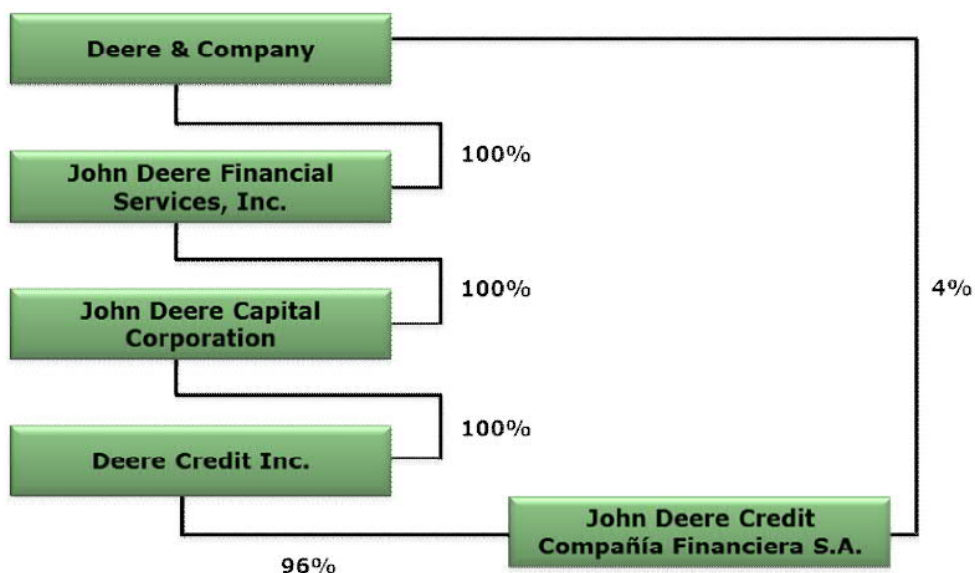 Deere & Company
100%
John Deere Financial
Services, Inc.
100%
4%
John Deere Capital
Corporation
100%
Deere Credit Inc.
John Deere Credit
Compañía Financiera S.A.
96%